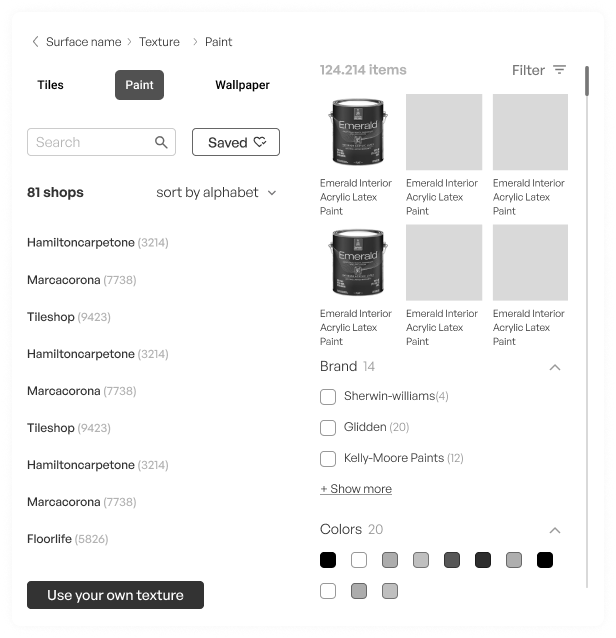 Surface name Texture Paint
Tiles Paint Wallpaper
Search Saved
81 shops sort by alphabet
Hamiltoncarpetone (3214)
Marcacorona (7738)
Tileshop (9423)
Hamiltoncarpetone (3214)
Marcacorona (7738)
Tileshop (9423)
Hamiltoncarpetone (3214)
Marcacorona (7738)
Floorlife (5826)
Use your own texture
124.214 items Filter
Emerald
Emerald Interior
Acrylic Latex
Paint
Emerald Interior
Acrylic Latex
Paint
Emerald Interior
Acrylic Latex
Paint
Emerald
Emerald Interior
Acrylic Latex
Paint
Emerald Interior
Acrylic Latex
Paint
Emerald Interior
Acrylic Latex
Paint
Brand 14
Sherwin-williams(4)
Glidden (20)
Kelly-Moore Paints (12)
+ Show more
Colors 20